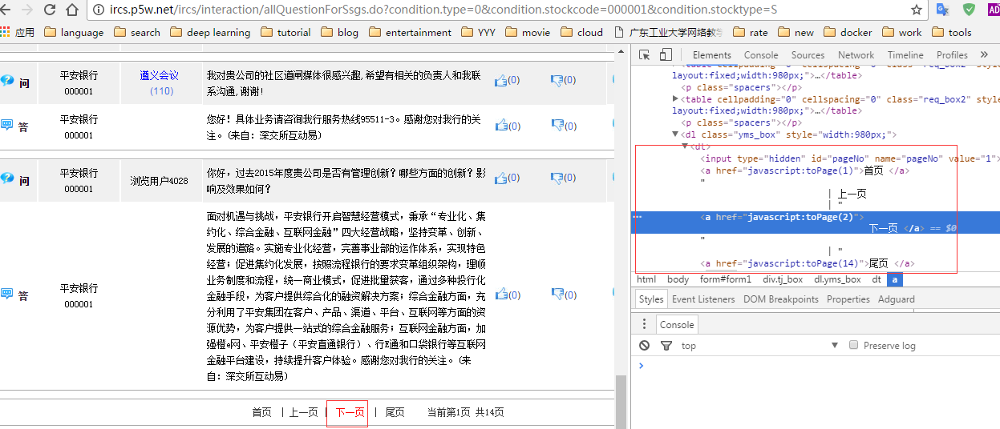 ircs.p5w.net/ircs/interaction/allQuestionForSsgs.do?condition.type=0&condition.stockcode=000001&condition.stocktype=S
AD
应用 language search deep learning tutorial blog entertainment YYY movie cloud 广东工业大学网络教学 rate new docker work tools
问 平安银行 遵义会议 我对贵公司的社区道闸媒体很感兴趣,希望有相关的负责人和我联 (0) (0)
000001 (110) 系沟通,谢谢!
答 平安银行 您好！具体业务请咨询我行服务热线95511-3。感谢您对我行的关 (0) (0)
000001 注。(来自：深交所互动易)
问 平安银行 浏览用户4028 你好，过去2015年度贵公司是否有管理创新？哪些方面的创新？影 (0) (0)
000001 响及效果如何？
面对机遇与挑战，平安银行开启智慧经营模式，秉承“专业化、集
约化、综合金融、互联网金融”四大经营战略，坚持变革、创新、
发展的道路。实施专业化经营，完善事业部的运作体系，实现特色
经营；促进集约化发展，按照流程银行的要求变革组织架构，理顺
业务制度和流程，统一商业模式，促进批量获客，通过多种投行化
答 平安银行 金融手段，为客户提供综合化的融资解决方案；综合金融方面，充 (0) (0)
000001 分利用了平安集团在客户、产品、渠道、平台、互联网等方面的资
源优势，为客户提供一站式的综合金融服务；互联网金融方面，加
强橙e网、平安橙子（平安直通银行）、行E通和口袋银行等互联网
金融平台建设，持续提升客户体验。感谢您对我行的关注。(来
自：深交所互动易)
首页 | 上一页 | 下一页 | 尾页 当前第1页 共14页
Elements Console Sources Network Timeline Profiles »
layout:fixed;width:980px;">…</table>
<p class="spacers"></p>
▶<table cellpadding="0" cellspacing="0" class="req_box2" style="
layout:fixed;width:980px;">…</table>
<p class="spacers"></p>
▼<dl class="yms_box" style="width:980px;">
▼<dt>
<input type="hidden" id="pageNo" name="pageNo" value="1">
<a href="javascript:toPage(1)">首页 </a>
"
| 上一页
| "
<a href="javascript:toPage(2)">
下一页 </a> == $0
"
| "
<a href="javascript:toPage(14)">尾页 </a>
html body form#form1 div.tj_box dl.yms_box dt a
Styles Event Listeners DOM Breakpoints Properties Adguard
Console
top ▼ Preserve log
>